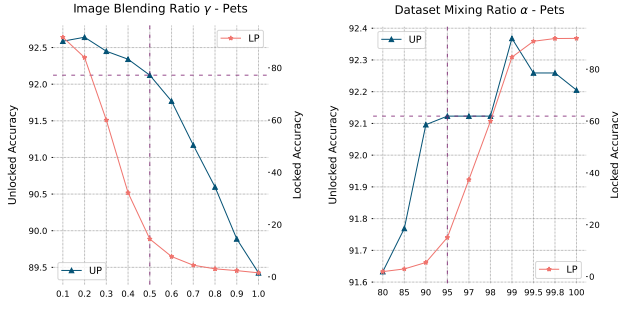 Image Blending Ratio γ - Pets
LP
92.5
92.0
91.5
91.0
90.5
90.0
89.5
80
60
40
20
0
Unlocked Accuracy
Locked Accuracy
UP
0.1 0.2 0.3 0.4 0.5 0.6 0.7 0.8 0.9 1.0
Dataset Mixing Ratio α - Pets
UP
92.4
92.3
92.2
92.1
92.0
91.9
91.8
91.7
91.6
80
60
40
20
0
Unlocked Accuracy
Locked Accuracy
LP
80 85 90 95 97 98 99 99.5 99.8 100